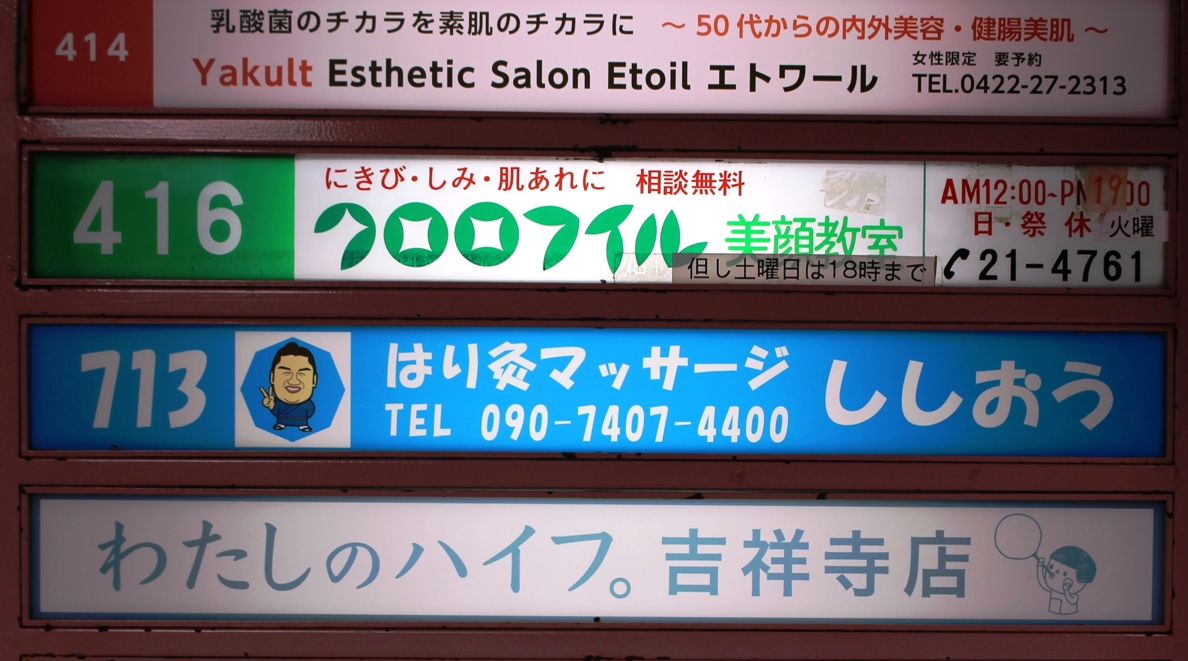 414
乳酸菌のチカラを素肌のチカラに ～50代からの内外美容・健腸美肌～
Yakult Esthetic Salon Etoil エトワール
女性限定 要予約
TEL.0422-27-2313
416
にきび・しみ・肌あれに 相談無料
クロロフイル 美顔教室
但し土曜日は18時まで
AM12:00~PM1900
日・祭 休 火曜
21-4761
713
はり灸マッサージ
TEL 090-7407-4400
ししおう
わたしのハイフ。吉祥寺店